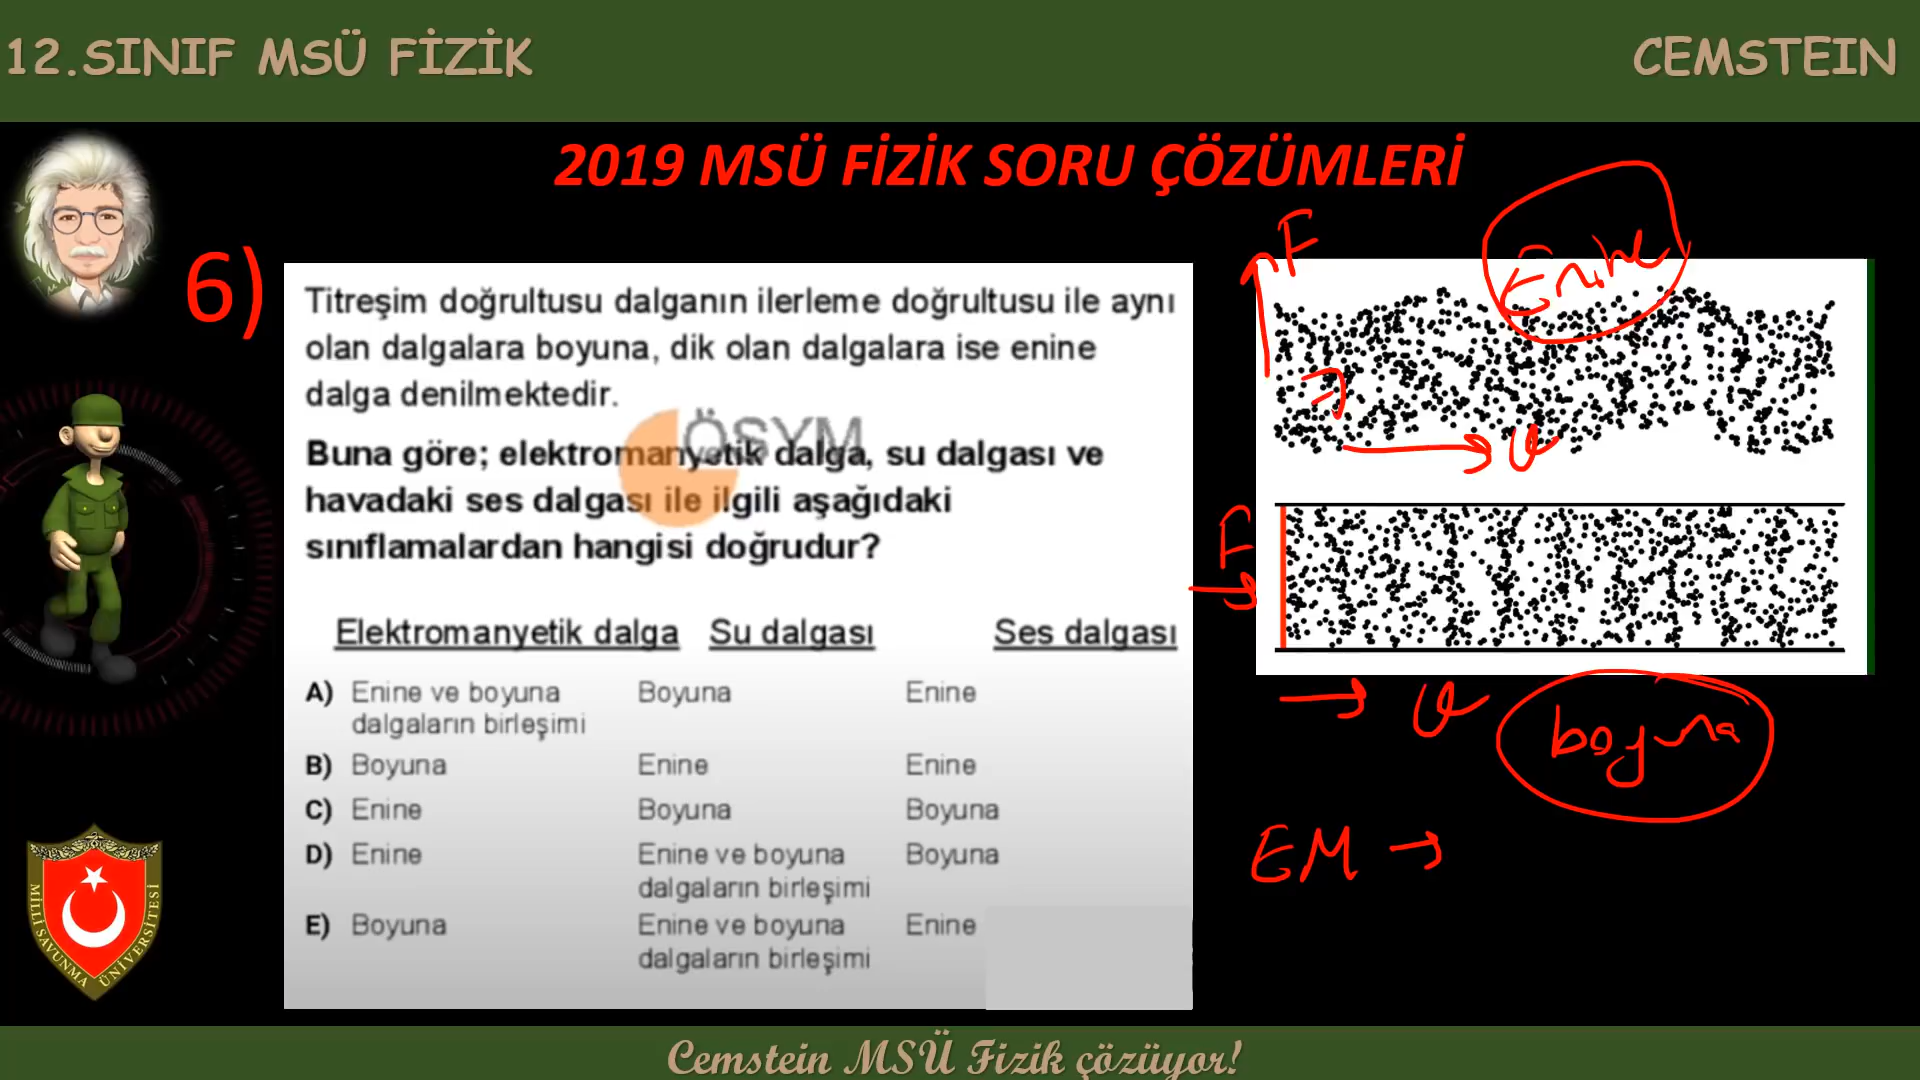 12.SINIF MSÜ FİZİK
CEMSTEIN
2019 MSÜ FİZİK SORU ÇÖZÜMLERİ
6)
Titreşim doğrultusu dalganın ilerleme doğrultusu ile aynı
olan dalgalara boyuna, dik olan dalgalara ise enine
dalga denilmektedir.
ÖSYM
Buna göre; elektromanyetik dalga, su dalgası ve
havadaki ses dalgası ile ilgili aşağıdaki
sınıflamalardan hangisi doğrudur?
Elektromanyetik dalga Su dalgası Ses dalgası
A) Enine ve boyuna Boyuna Enine
dalgaların birleşimi
B) Boyuna Enine Enine
C) Enine Boyuna Boyuna
D) Enine Enine ve boyuna Boyuna
dalgaların birleşimi
E) Boyuna Enine ve boyuna Enine
dalgaların birleşimi
F
Enine
F
boyuna
EM →
MİLLİ SAVUNMA ÜNİVERSİTESİ
Cemstein MSÜ Fizik çözüyor!